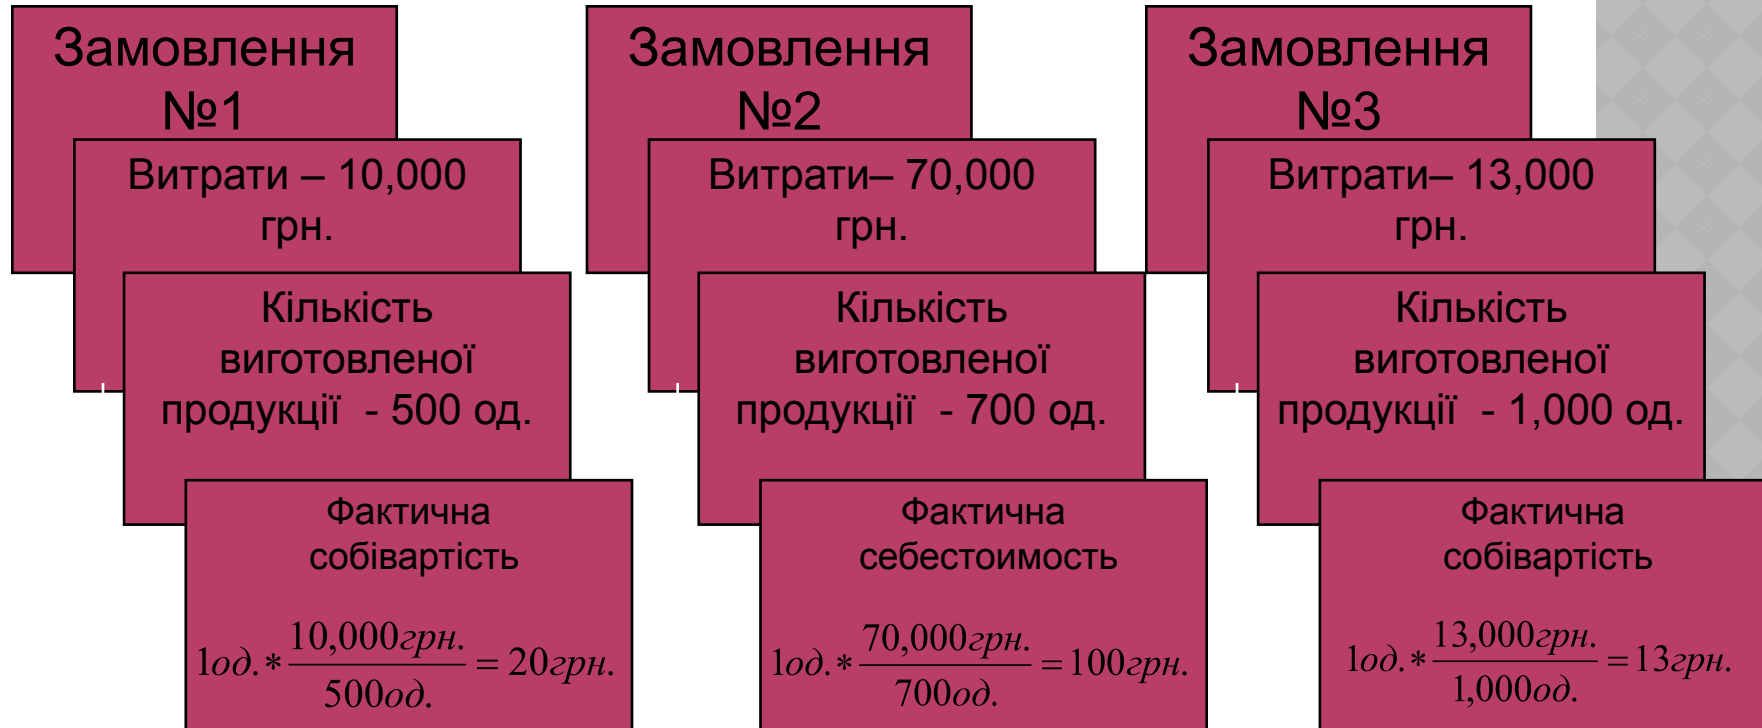 Замовлення
№1
Витрати – 10,000
грн.
Кількість
виготовленої
продукції - 500 од.
Фактична
собівартість
1од.*10,000грн./500од. = 20грн.
Замовлення
№2
Витрати– 70,000
грн.
Кількість
виготовленої
продукції - 700 од.
Фактична
себестоимость
1од.*70,000грн./700од. = 100грн.
Замовлення
№3
Витрати– 13,000
грн.
Кількість
виготовленої
продукції - 1,000 од.
Фактична
собівартість
1од.*13,000грн./1,000од. = 13грн.